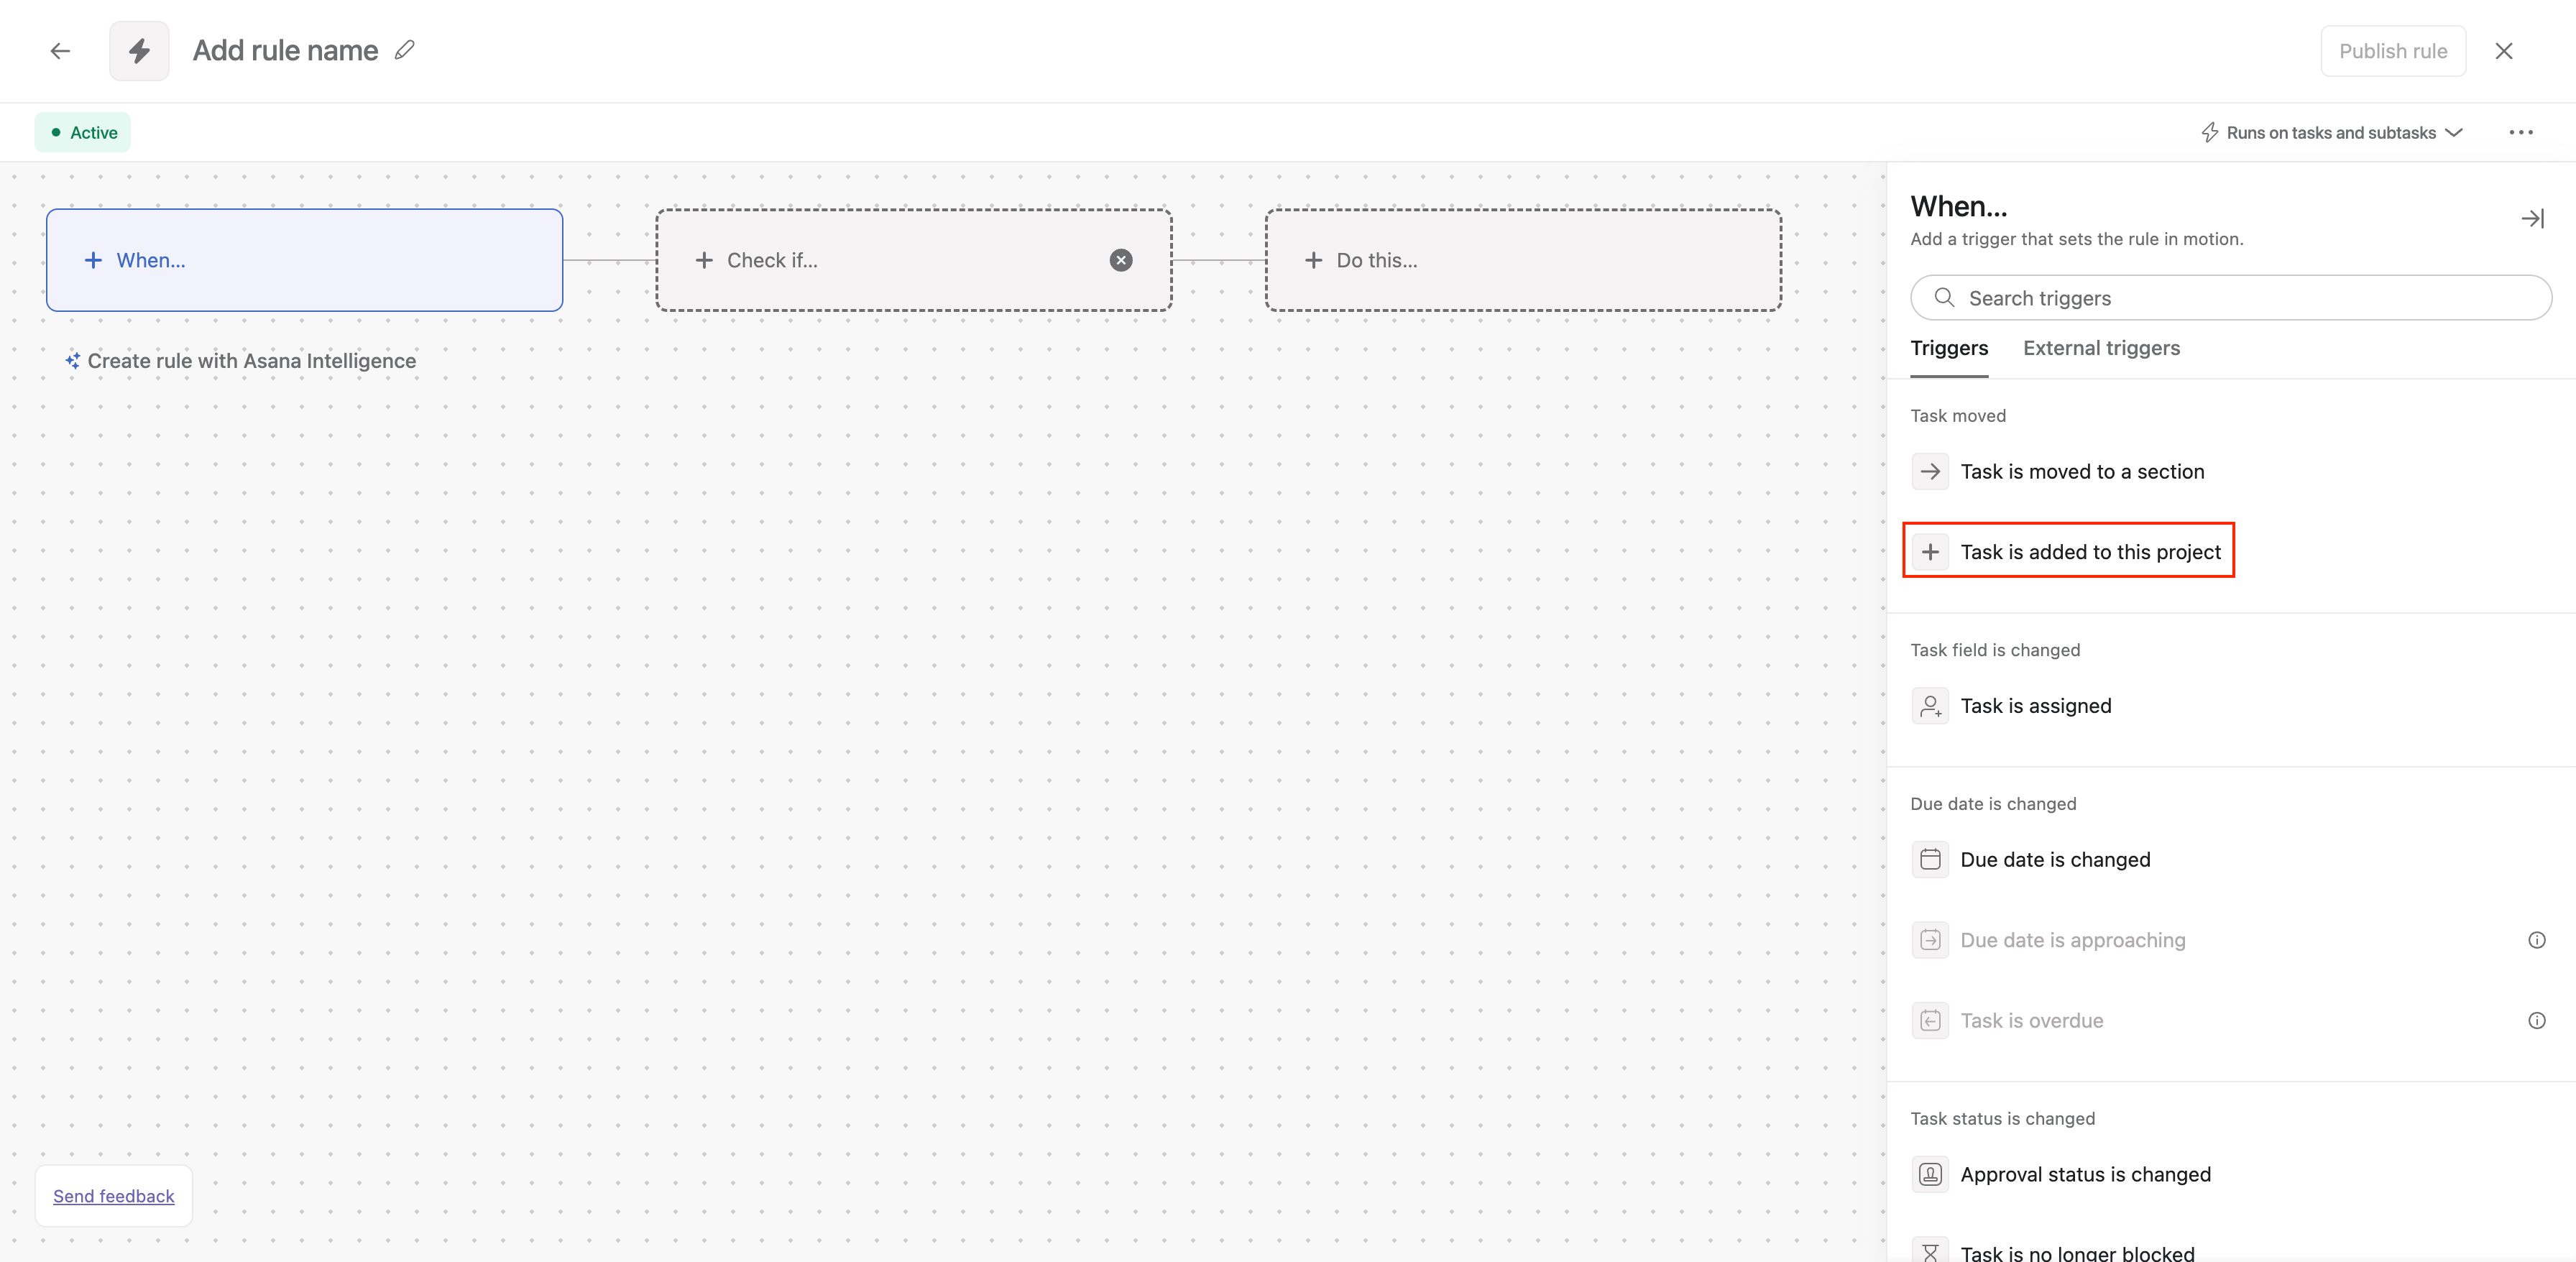 Add rule name
Publish rule
Active
Runs on tasks and subtasks
When...
Check if...
Do this...
Create rule with Asana Intelligence
Send feedback
When...
Add a trigger that sets the rule in motion.
Search triggers
Triggers
External triggers
Task moved
Task is moved to a section
Task is added to this project
Task field is changed
Task is assigned
Due date is changed
Due date is changed
Due date is approaching
Task is overdue
Task status is changed
Approval status is changed
Task is no longer blocked